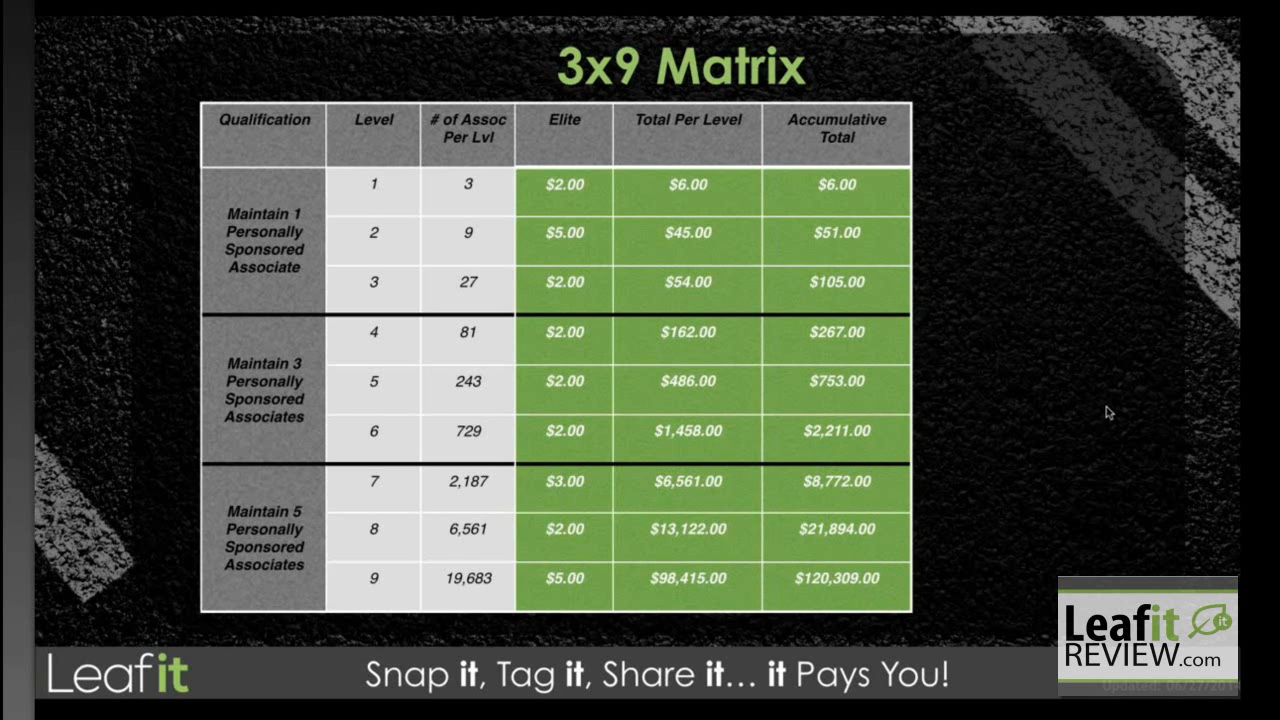 3x9 Matrix
Qualification Level # of Assoc Per Lvl Elite Total Per Level Accumulative Total
Maintain 1 Personally Sponsored Associate
1 3 $2.00 $6.00 $6.00
2 9 $5.00 $45.00 $51.00
3 27 $2.00 $54.00 $105.00
Maintain 3 Personally Sponsored Associates
4 81 $2.00 $162.00 $267.00
5 243 $2.00 $486.00 $753.00
6 729 $2.00 $1,458.00 $2,211.00
Maintain 5 Personally Sponsored Associates
7 2,187 $3.00 $6,561.00 $8,772.00
8 6,561 $2.00 $13,122.00 $21,894.00
9 19,683 $5.00 $98,415.00 $120,309.00
Leafit
Snap it, Tag it, Share it... it Pays You!
Leafit it
REVIEW.com
Updated: